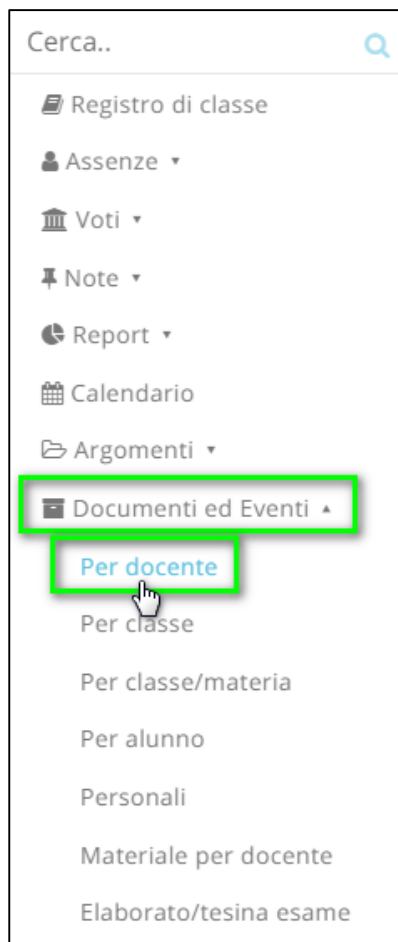 Cerca..
Registro di classe
Assenze
Voti
Note
Report
Calendario
Argomenti
Documenti ed Eventi
Per docente
Per classe
Per classe/materia
Per alunno
Personali
Materiale per docente
Elaborato/tesina esame